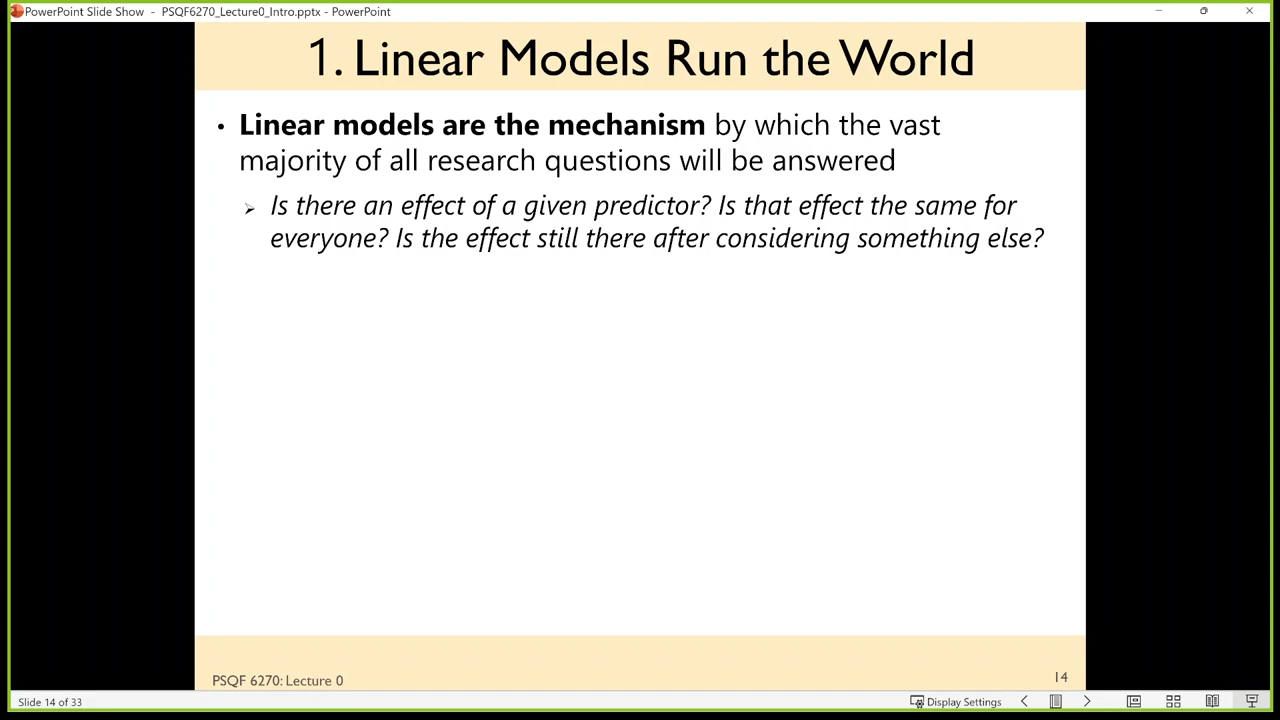 PowerPoint Slide Show - PSQF6270_Lecture0_Intro.pptx - PowerPoint
1. Linear Models Run the World
• Linear models are the mechanism by which the vast
majority of all research questions will be answered
➢ Is there an effect of a given predictor? Is that effect the same for
everyone? Is the effect still there after considering something else?
PSQF 6270: Lecture 0
14
Slide 14 of 33
Display Settings